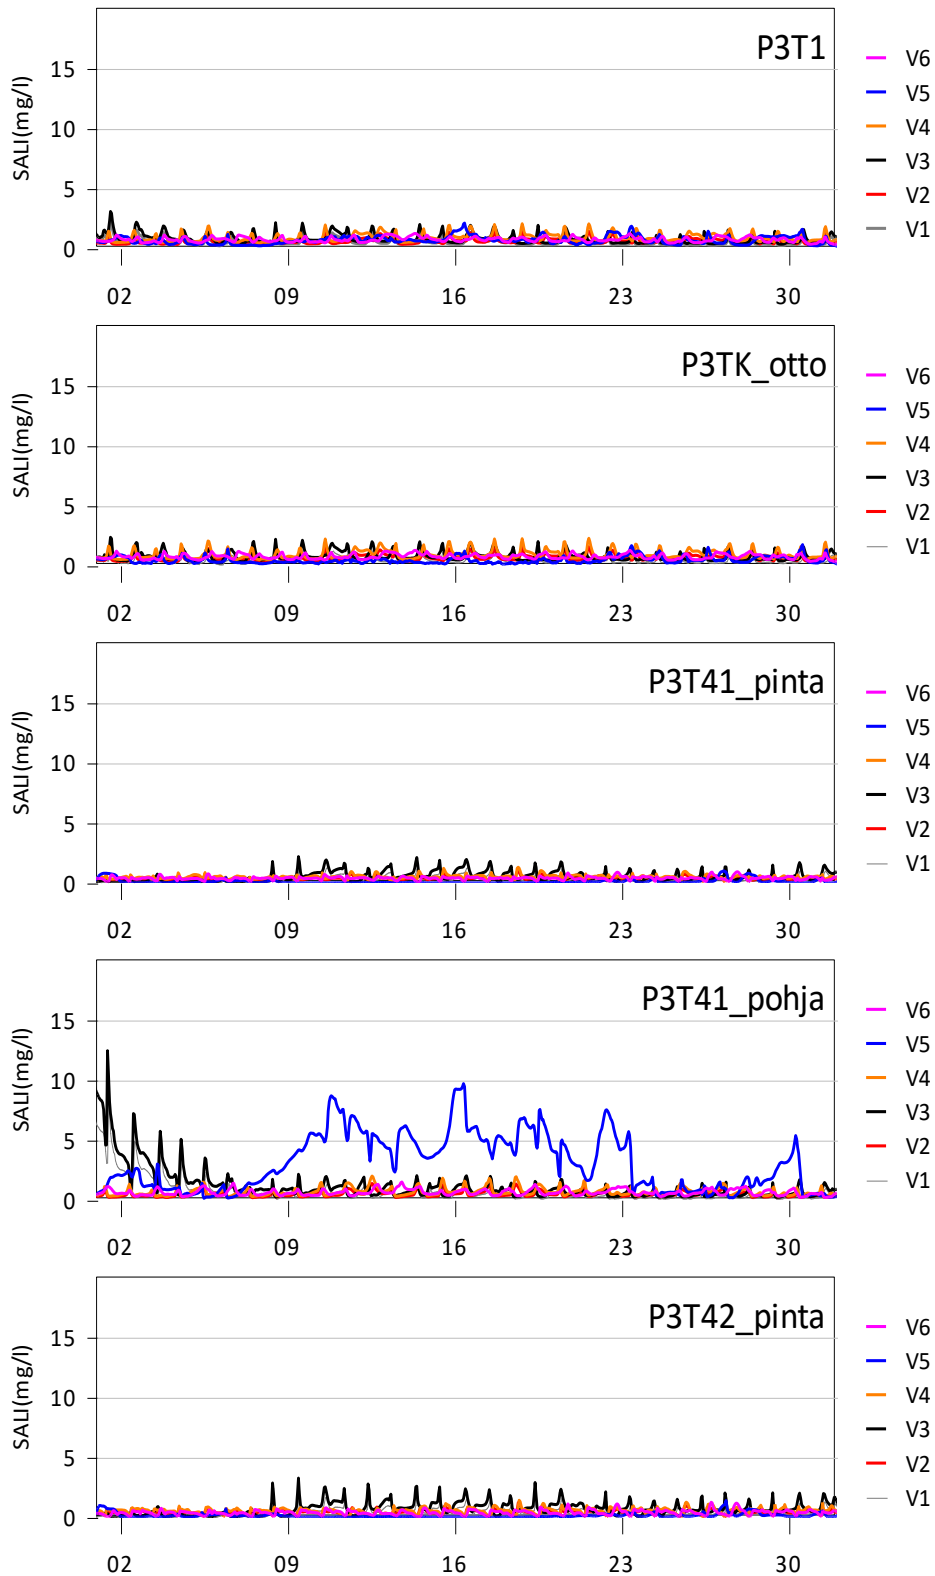 P3T1
SALI(mg/l)
15
10
5
0
02 09 16 23 30
V6
V5
V4
V3
V2
V1
P3TK_otto
SALI(mg/l)
15
10
5
0
02 09 16 23 30
V6
V5
V4
V3
V2
V1
P3T41_pinta
SALI(mg/l)
15
10
5
0
02 09 16 23 30
V6
V5
V4
V3
V2
V1
P3T41_pohja
SALI(mg/l)
15
10
5
0
02 09 16 23 30
V6
V5
V4
V3
V2
V1
P3T42_pinta
SALI(mg/l)
15
10
5
0
02 09 16 23 30
V6
V5
V4
V3
V2
V1